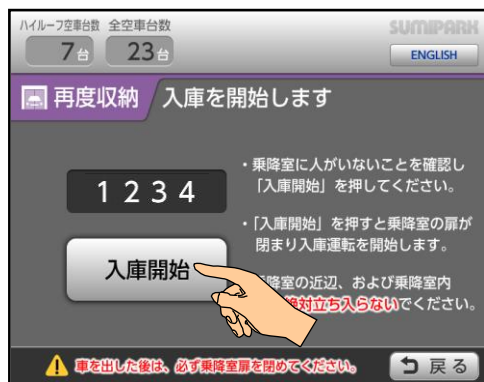 ハイルーフ空車台数 全空車台数
7台 23台
SUMIPARK
ENGLISH
再度収納 入庫を開始します
1234
入庫開始
・乗降室に人がいないことを確認し
「入庫開始」を押してください。
・「入庫開始」を押すと乗降室の扉が
閉まり入庫運転を開始します。
降室の近辺、および乗降室内
絶対立ち入らないでください。
車を出した後は、必ず乗降室扉を閉めてください。
戻る